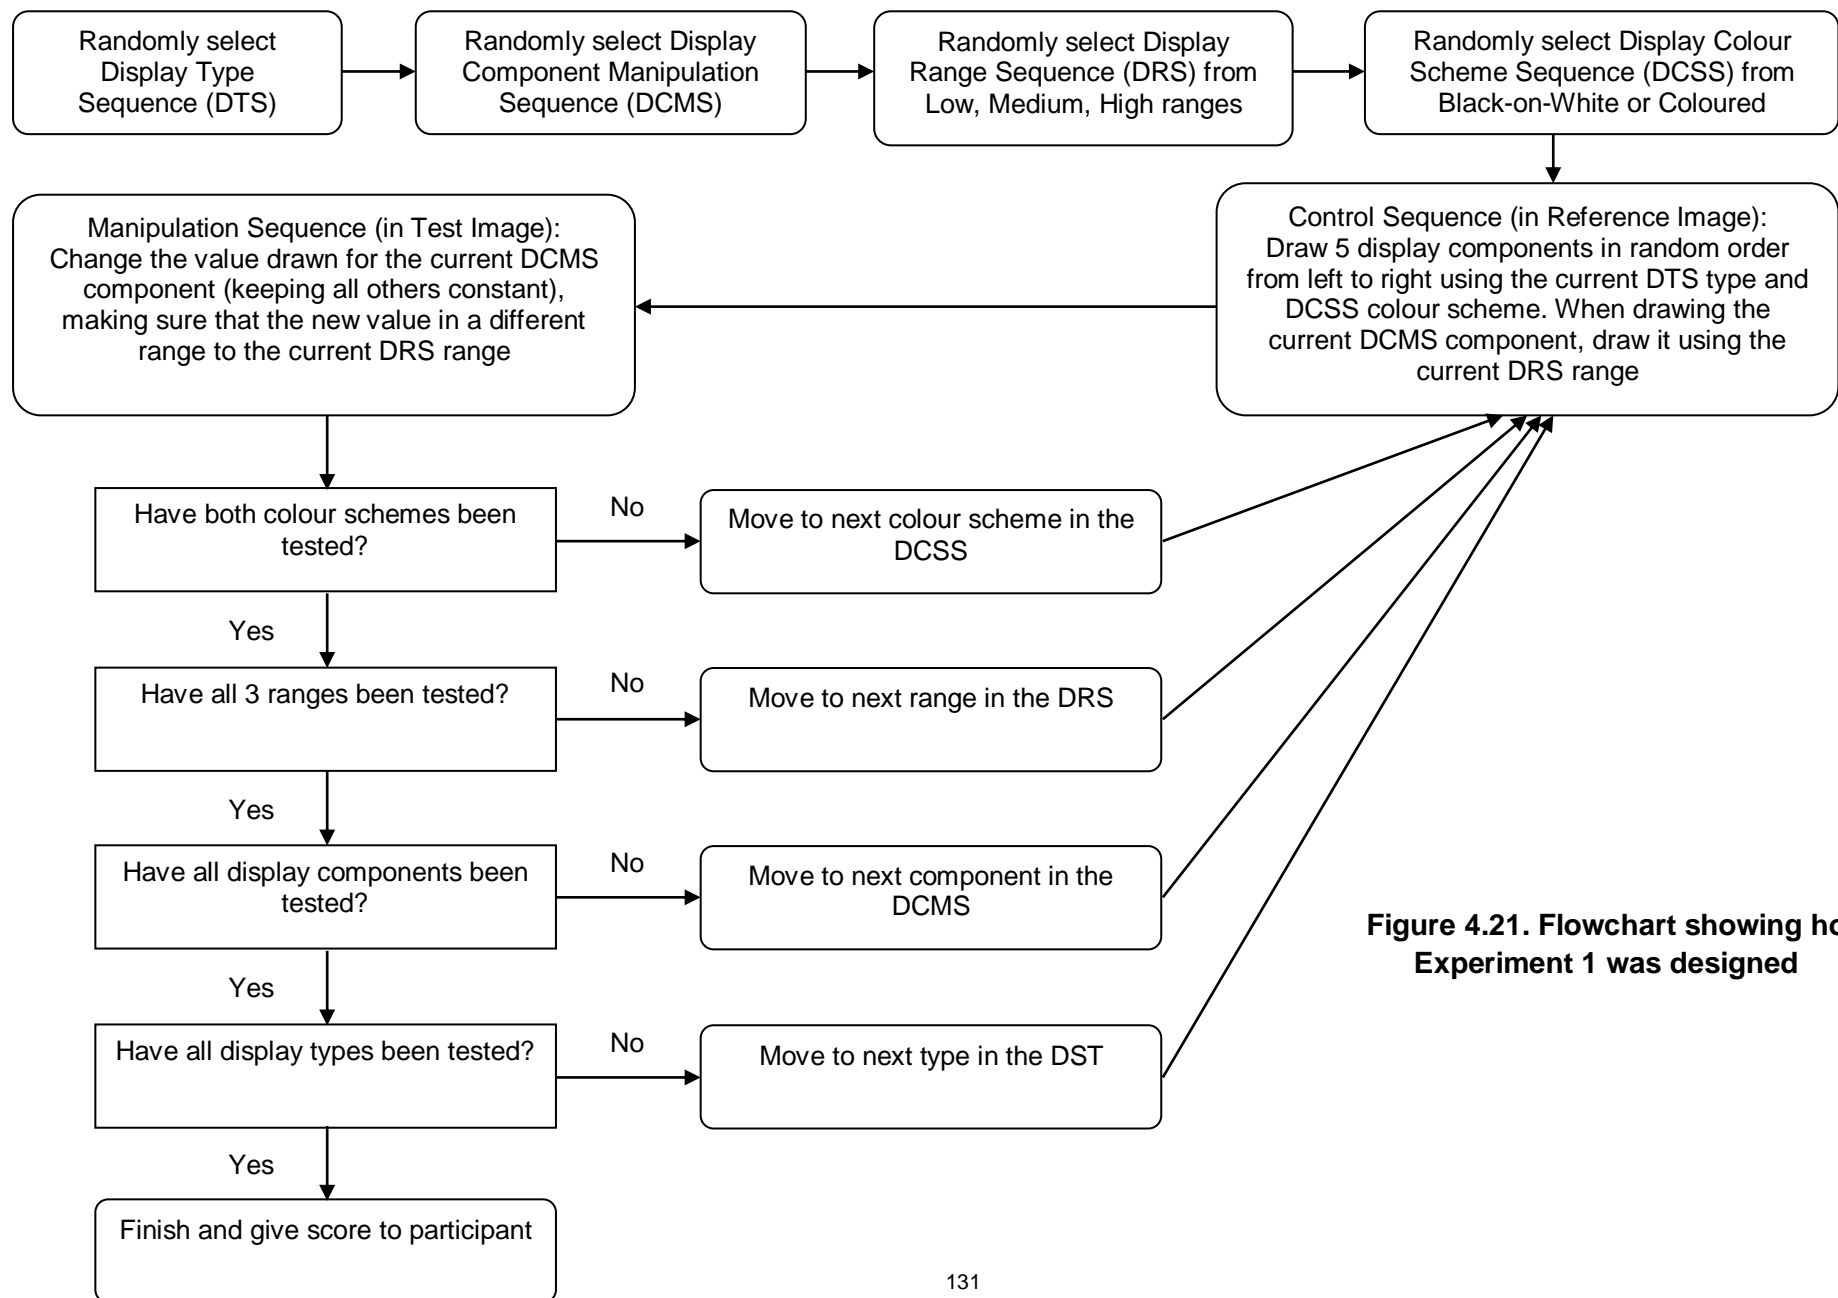 Randomly select
Display Type
Sequence (DTS)
Randomly select Display
Component Manipulation
Sequence (DCMS)
Randomly select Display
Range Sequence (DRS) from
Low, Medium, High ranges
Randomly select Display Colour
Scheme Sequence (DCSS) from
Black-on-White or Coloured
Manipulation Sequence (in Test Image):
Change the value drawn for the current DCMS
component (keeping all others constant),
making sure that the new value in a different
range to the current DRS range
Control Sequence (in Reference Image):
Draw 5 display components in random order
from left to right using the current DTS type and
DCSS colour scheme. When drawing the
current DCMS component, draw it using the
current DRS range
Have both colour schemes been
tested?
No
Move to next colour scheme in the
DCSS
Yes
Have all 3 ranges been tested?
No
Move to next range in the DRS
Yes
Have all display components been
tested?
No
Move to next component in the
DCMS
Yes
Have all display types been tested?
No
Move to next type in the DST
Yes
Finish and give score to participant
Figure 4.21. Flowchart showing
Experiment 1 was designed
131